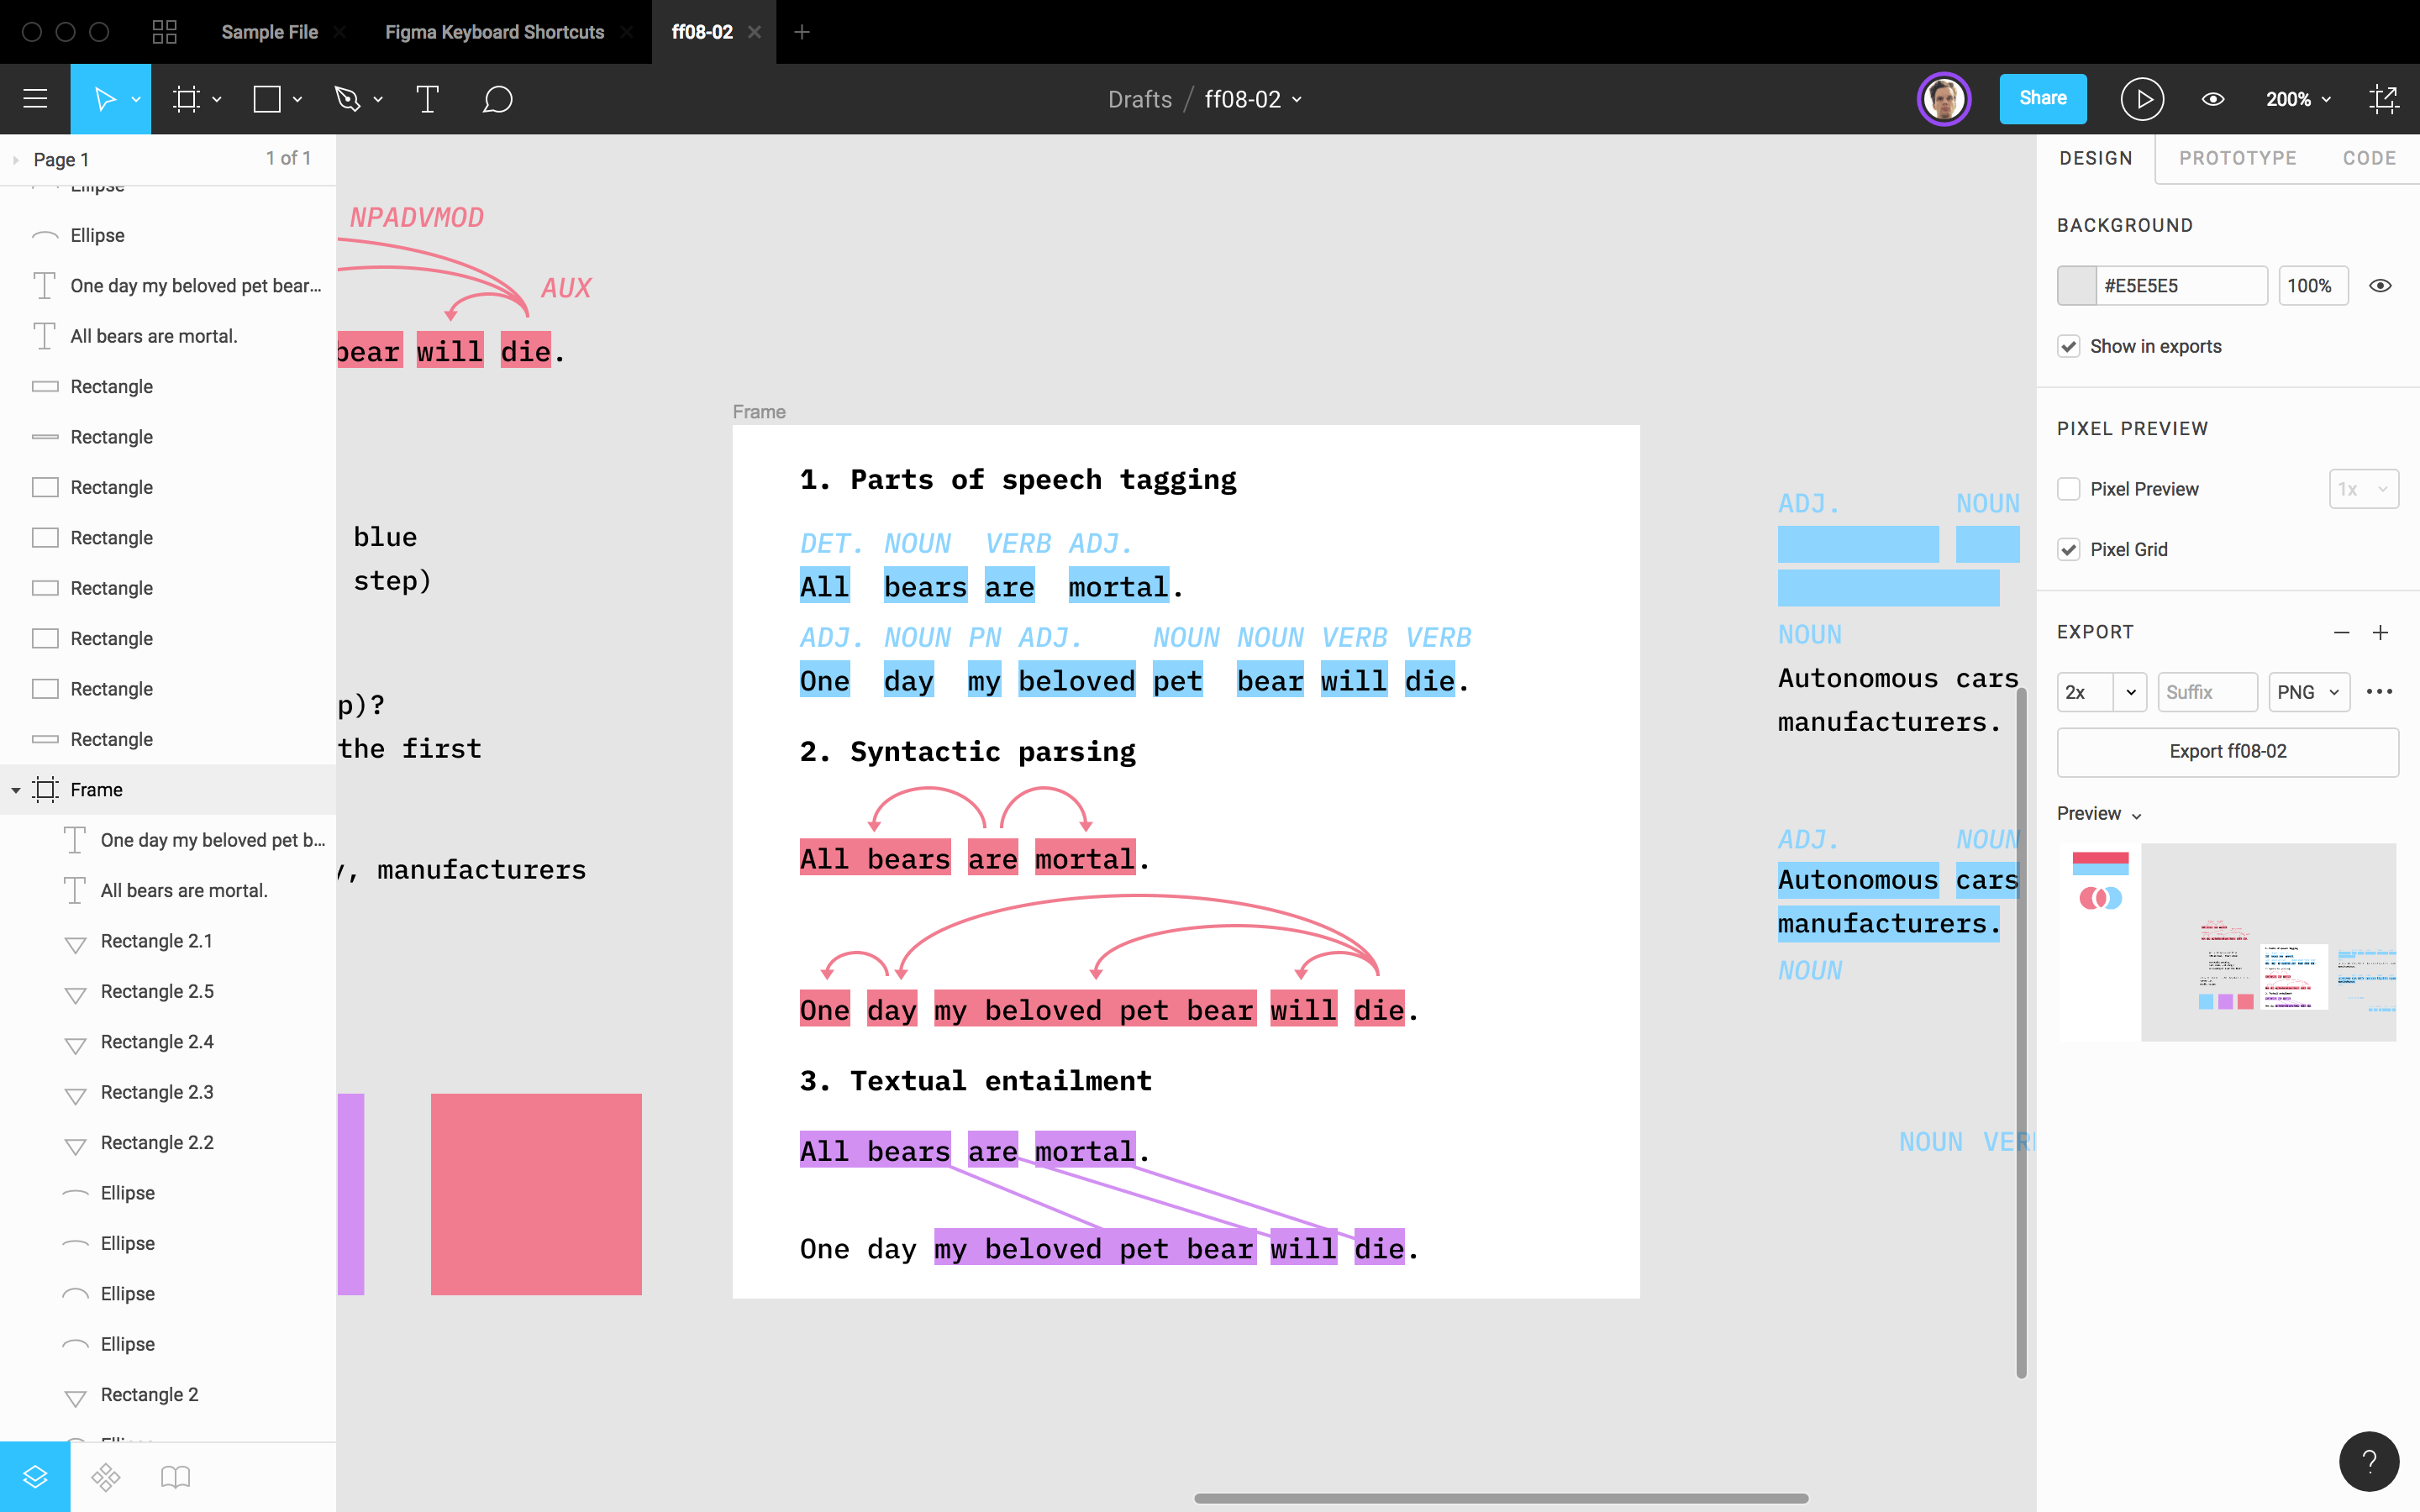 Sample File
Figma Keyboard Shortcuts
ff08-02
Drafts / ff08-02
Share
200%
Page 1
1 of 1
Ellipse
Ellipse
One day my beloved pet bear...
All bears are mortal.
Rectangle
Rectangle
Rectangle
Rectangle
Rectangle
Rectangle
Rectangle
Rectangle
Frame
One day my beloved pet b...
All bears are mortal.
Rectangle 2.1
Rectangle 2.5
Rectangle 2.4
Rectangle 2.3
Rectangle 2.2
Ellipse
Ellipse
Ellipse
Ellipse
Rectangle 2
NPADVMOD
AUX
bear will die.
blue
step)
p)?
the first
y, manufacturers
Frame
1. Parts of speech tagging
DET. NOUN VERB ADJ.
All bears are mortal.
ADJ. NOUN PN ADJ. NOUN NOUN VERB VERB
One day my beloved pet bear will die.
2. Syntactic parsing
All bears are mortal.
One day my beloved pet bear will die.
3. Textual entailment
All bears are mortal.
One day my beloved pet bear will die.
ADJ. NOUN
NOUN
Autonomous cars
manufacturers.
ADJ. NOUN
Autonomous cars
manufacturers.
NOUN
NOUN VERB
DESIGN
PROTOTYPE
CODE
BACKGROUND
#E5E5E5
100%
Show in exports
PIXEL PREVIEW
Pixel Preview
1x
Pixel Grid
EXPORT
2x
Suffix
PNG
Export ff08-02
Preview
?